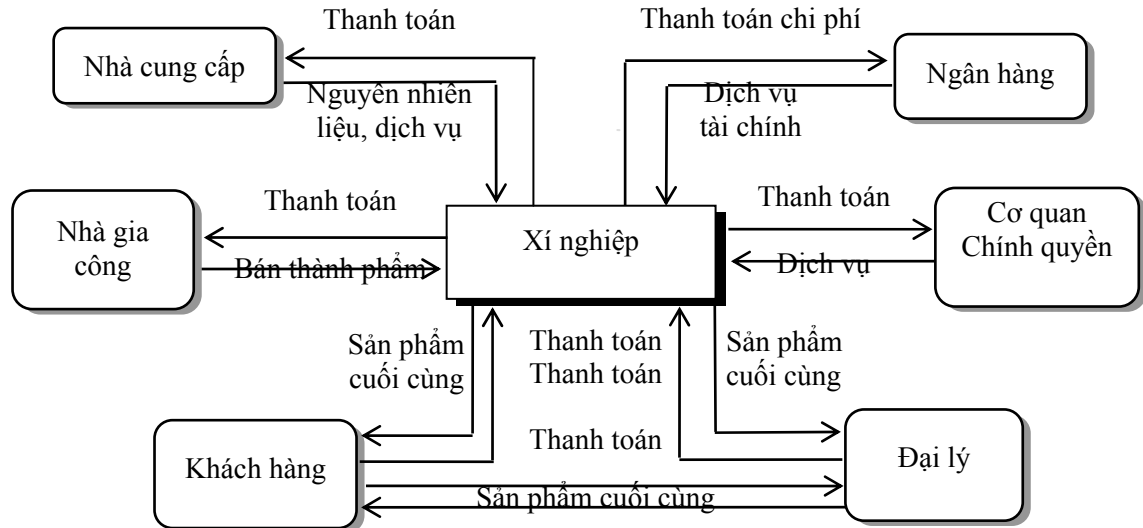 Thanh toán
Thanh toán chi phí
Nhà cung cấp
Ngân hàng
Nguyên nhiên
liệu, dịch vụ
Dịch vụ
tài chính
Thanh toán
Thanh toán
Nhà gia
công
Xí nghiệp
Cơ quan
Chính quyền
Bán thành phẩm
Dịch vụ
Sản phẩm
cuối cùng
Thanh toán
Thanh toán
Sản phẩm
cuối cùng
Thanh toán
Khách hàng
Đại lý
Sản phẩm cuối cùng